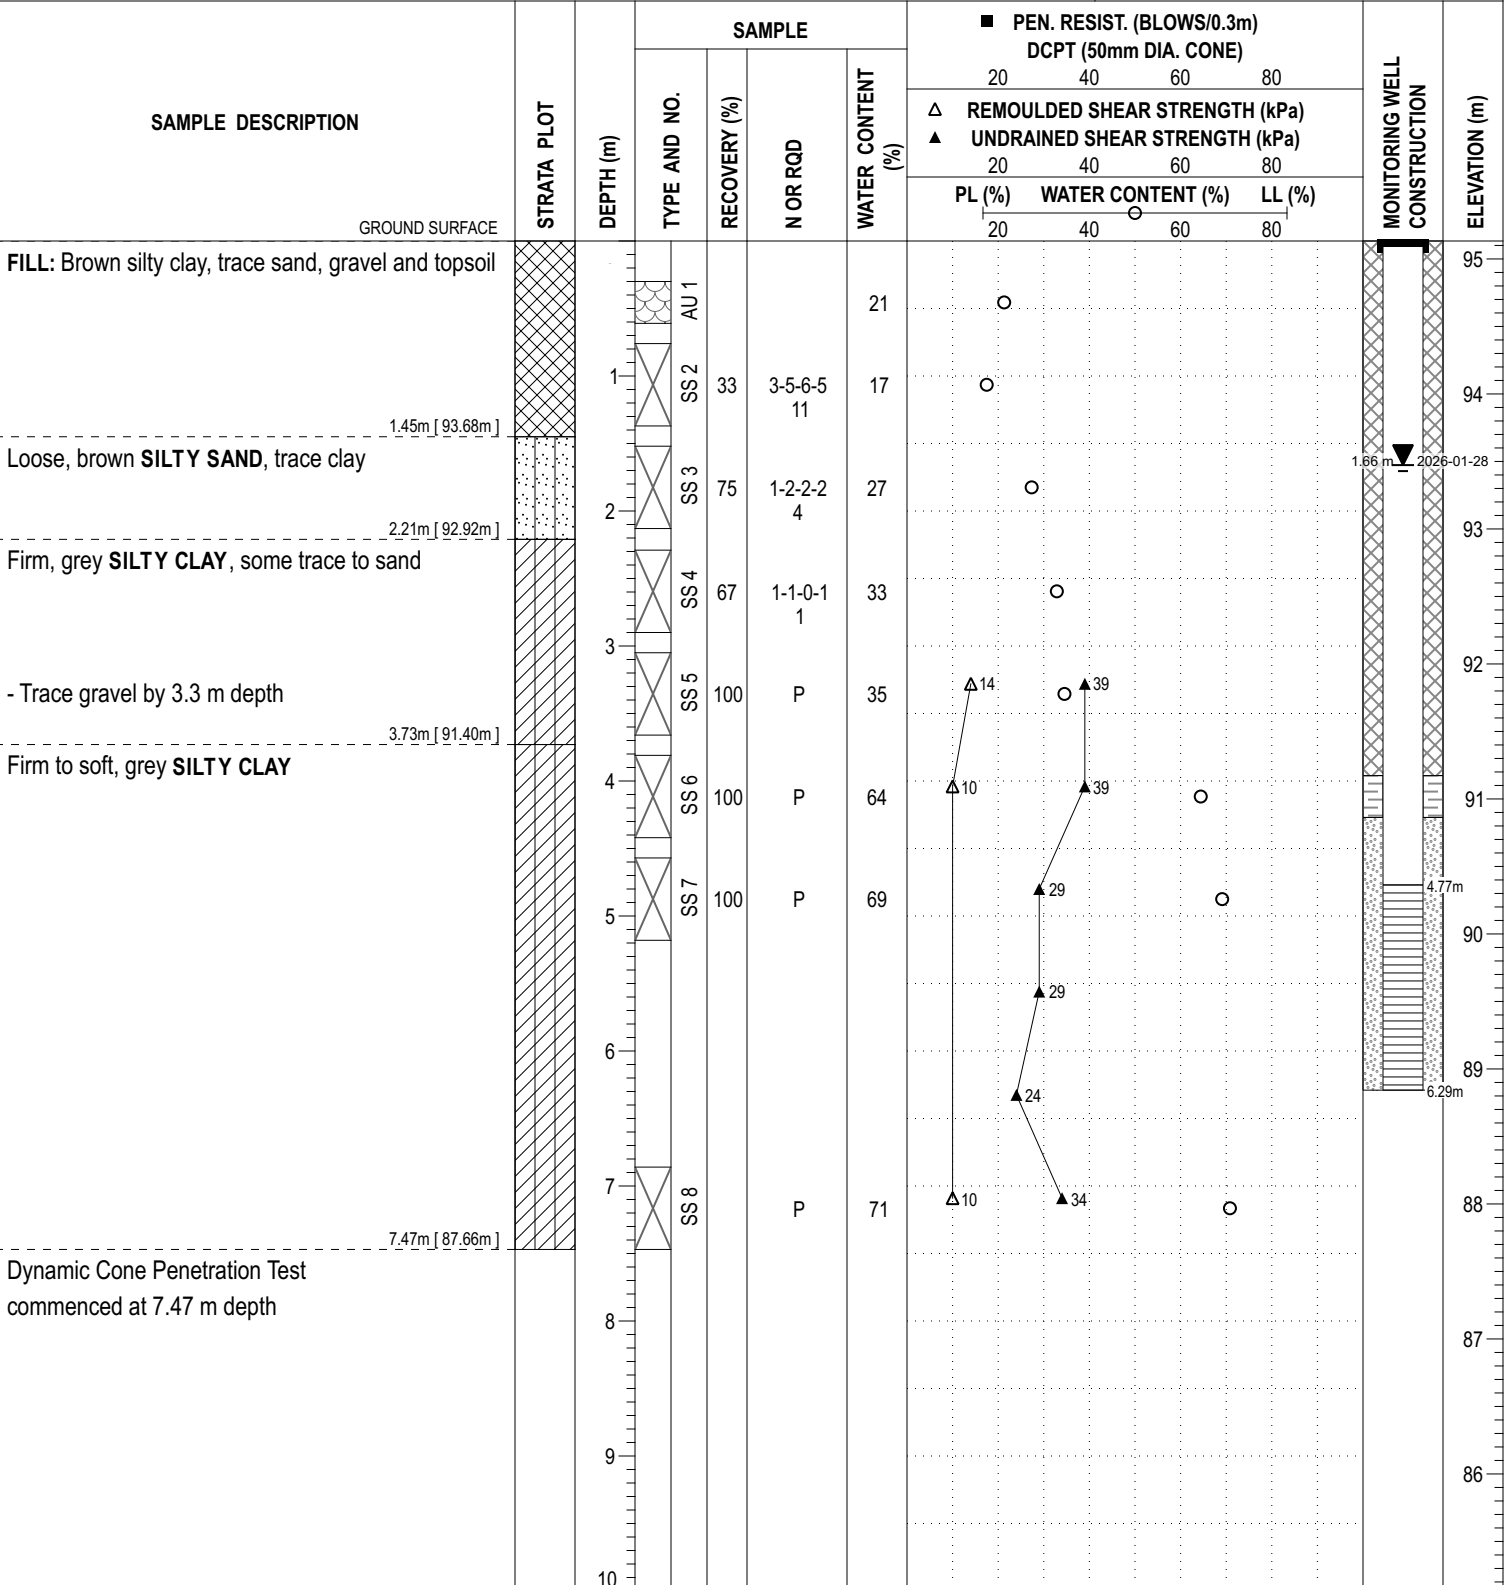 SAMPLE DESCRIPTION
GROUND SURFACE
STRATA PLOT
DEPTH (m)
SAMPLE
TYPE AND NO.
RECOVERY (%)
N OR RQD
WATER CONTENT
(%)
■ PEN. RESIST. (BLOWS/0.3m)
DCPT (50mm DIA. CONE)
20 40 60 80
△ REMOULDED SHEAR STRENGTH (kPa)
▲ UNDRAINED SHEAR STRENGTH (kPa)
20 40 60 80
PL (%) WATER CONTENT (%) LL (%)
20 40 60 80
MONITORING WELL
CONSTRUCTION
ELEVATION (m)
FILL: Brown silty clay, trace sand, gravel and topsoil
95
AU 1 21
1 SS 2 33 3-5-6-5 17
11
94
1.45m [ 93.68m ]
Loose, brown SILTY SAND, trace clay
1.66 m 2026-01-28
SS 3 75 1-2-2-2 27
2 4
2.21m [ 92.92m ]
93
Firm, grey SILTY CLAY, some trace to sand
SS 4 67 1-1-0-1 33
1
3
92
- Trace gravel by 3.3 m depth
SS 5 100 P 35
14 39
3.73m [ 91.40m ]
Firm to soft, grey SILTY CLAY
4
10 39
SS 6 100 P 64
91
4.77m
29
SS 7 100 P 69
5
90
29
6
89
6.29m
24
7
10 34
88
SS 8 P 71
7.47m [ 87.66m ]
Dynamic Cone Penetration Test
commenced at 7.47 m depth
8
87
9
86
10